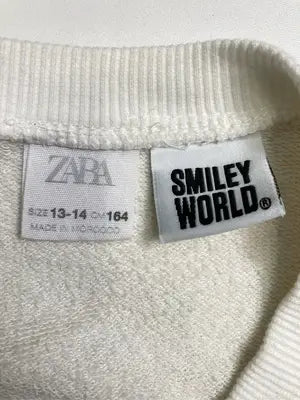 ZARA
SIZE 13-14 CM 164
MADE IN MOROCCO
SMILEY
WORLD®